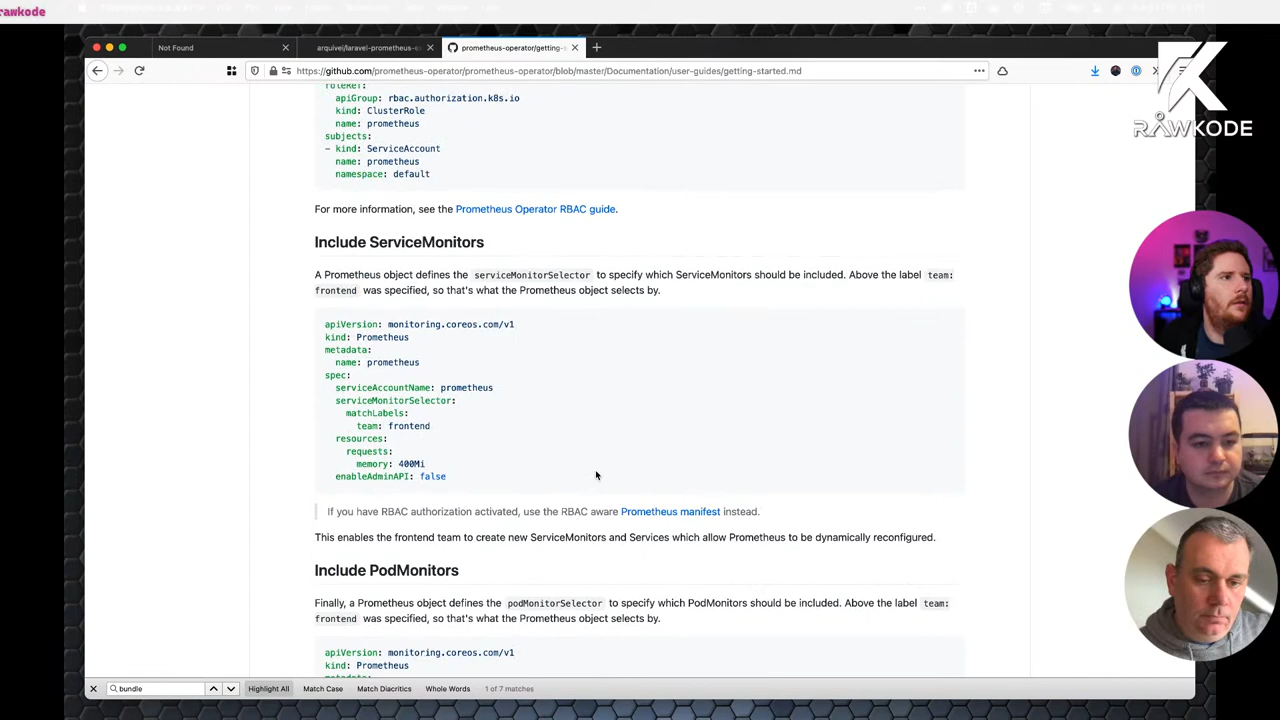 rawkode
Not Found
arquivei/laravel-prometheus-e
prometheus-operator/getting-s
https://github.com/prometheus-operator/prometheus-operator/blob/master/Documentation/user-guides/getting-started.md
RAWKODE
roleRef:
apiGroup: rbac.authorization.k8s.io
kind: ClusterRole
name: prometheus
subjects:
- kind: ServiceAccount
name: prometheus
namespace: default
For more information, see the Prometheus Operator RBAC guide.
Include ServiceMonitors
A Prometheus object defines the serviceMonitorSelector to specify which ServiceMonitors should be included. Above the label team:
frontend was specified, so that's what the Prometheus object selects by.
apiVersion: monitoring.coreos.com/v1
kind: Prometheus
metadata:
name: prometheus
spec:
serviceAccountName: prometheus
serviceMonitorSelector:
matchLabels:
team: frontend
resources:
requests:
memory: 400Mi
enableAdminAPI: false
If you have RBAC authorization activated, use the RBAC aware Prometheus manifest instead.
This enables the frontend team to create new ServiceMonitors and Services which allow Prometheus to be dynamically reconfigured.
Include PodMonitors
Finally, a Prometheus object defines the podMonitorSelector to specify which PodMonitors should be included. Above the label team:
frontend was specified, so that's what the Prometheus object selects by.
apiVersion: monitoring.coreos.com/v1
kind: Prometheus
metadata:
bundle
Highlight All
Match Case
Match Diacritics
Whole Words
1 of 7 matches